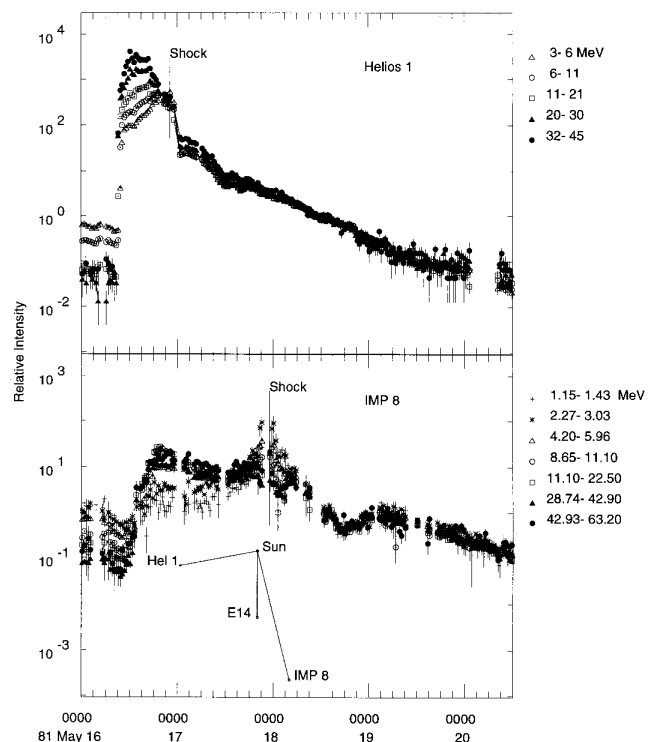 10^4
Shock
Helios 1
3- 6 MeV
6- 11
11- 21
20- 30
32- 45
10^2
10^0
10^-2
Relative Intensity
10^3
Shock
IMP 8
1.15- 1.43 MeV
2.27- 3.03
4.20- 5.96
8.65- 11.10
11.10- 22.50
28.74- 42.90
42.93- 63.20
10^1
10^-1
Hel 1
Sun
E14
10^-3
IMP 8
0000 0000 0000 0000 0000
81 May 16 17 18 19 20